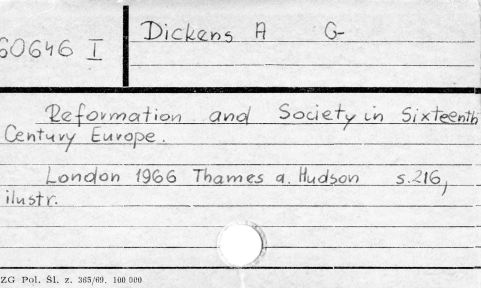 60646 I
Dickens A G-
Reformation and Society in Sixteenth
Century Europe.
London 1966 Thames a. Hudson s.216,
ilustr.
ZG Pol. Śl. z. 365/69. 100 000